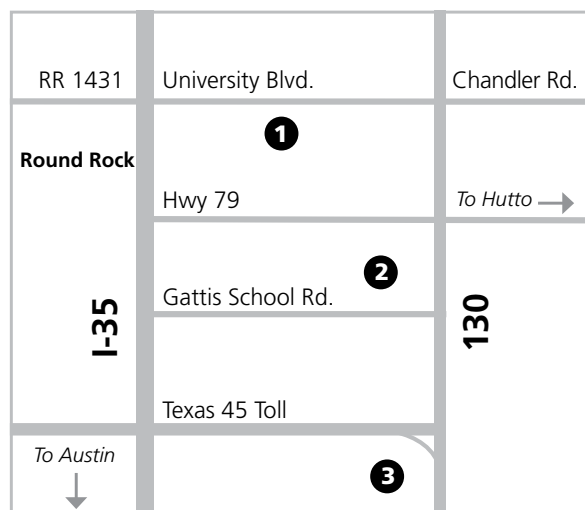 RR 1431
University Blvd.
Chandler Rd.
1
Round Rock
Hwy 79
To Hutto
2
Gattis School Rd.
I-35
130
Texas 45 Toll
To Austin
3